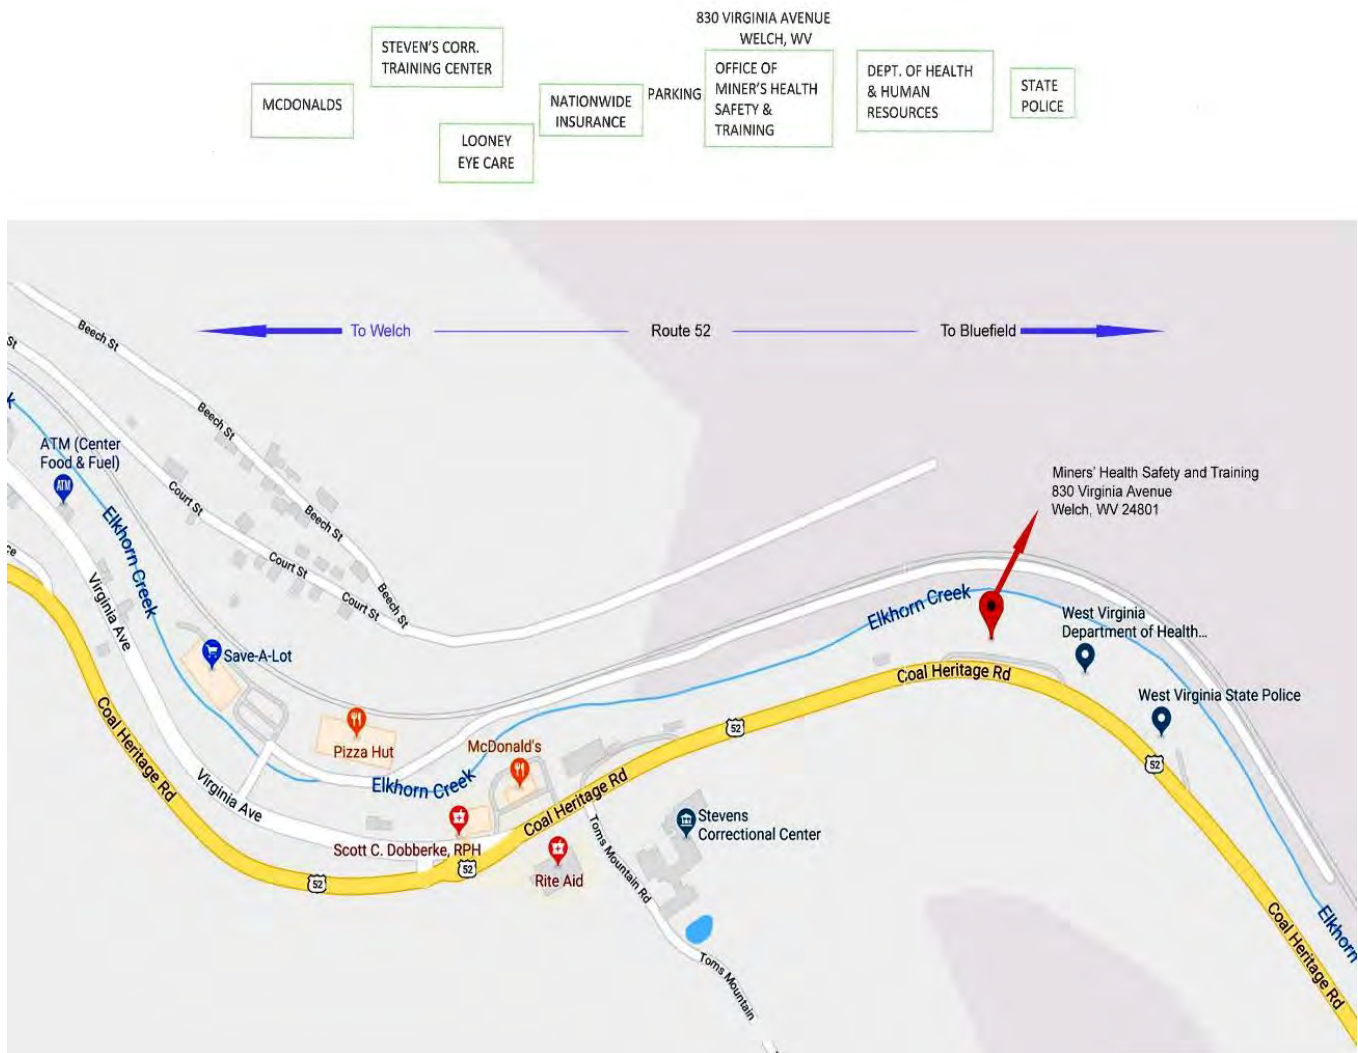 830 VIRGINIA AVENUE
WELCH, WV
STEVEN'S CORR.
TRAINING CENTER
MCDONALDS
LOONEY
EYE CARE
NATIONWIDE
INSURANCE
PARKING
OFFICE OF
MINER'S HEALTH
SAFETY &
TRAINING
DEPT. OF HEALTH
& HUMAN
RESOURCES
STATE
POLICE
To Welch
Route 52
To Bluefield
Beech St
St
Beech St
Beech St
Beech St
Court St
Court St
Court St
k
ATM (Center
Food & Fuel)
ATM
Elkhorn Creek
ce
Virginia Ave
Save-A-Lot
Coal Heritage Rd
Virginia Ave
Pizza Hut
McDonald's
Elkhorn Creek
Scott C. Dobberke, RPH
52
52
Rite Aid
Coal Heritage Rd
52
Toms Mountain Rd
Stevens
Correctional Center
Toms Mountain
Elkhorn Creek
Miners' Health Safety and Training
830 Virginia Avenue
Welch, WV 24801
West Virginia
Department of Health...
Coal Heritage Rd
West Virginia State Police
52
Coal Heritage Rd
Elkhorn